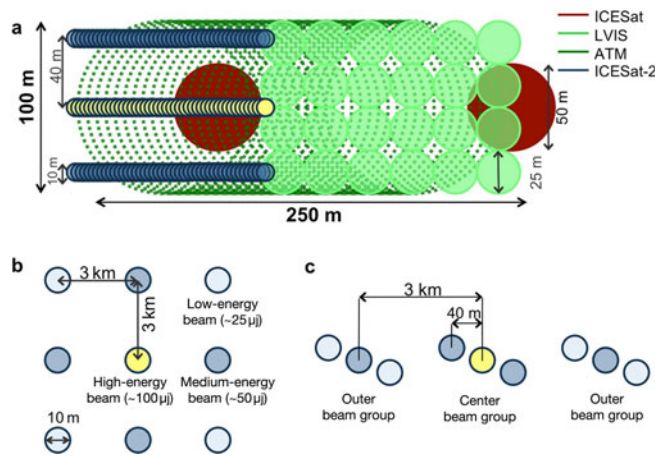 a
ICESat
LVIS
ATM
ICESat-2
100 m
40 m
10 m
50 m
25 m
250 m
b
3 km
3 km
Low-energy
beam (~25µj)
High-energy
beam (~100µj)
Medium-energy
beam (~50µj)
10 m
c
3 km
40 m
Outer
beam group
Center
beam group
Outer
beam group